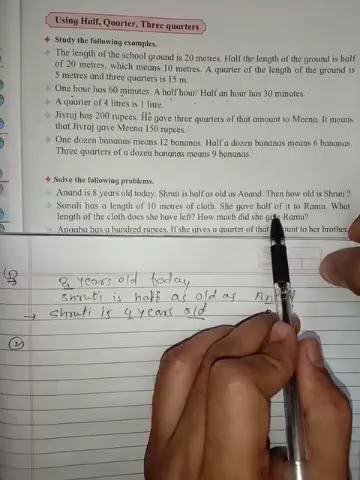 Using Half, Quarter, Three quarters
Study the following examples.
The length of the school ground is 20 metres. Half the length of the ground is half
of 20 metres, which means 10 metres. A quarter of the length of the ground is
5 metres and three quarters is 15 m.
One hour has 60 minutes. A half hour/ Half an hour has 30 minutes.
A quarter of 4 litres is 1 litre.
Jivraj has 200 rupees. He gave three quarters of that amount to Meena. It means
that Jivraj gave Meena 150 rupees.
One dozen bananas means 12 bananas. Half a dozen bananas means 6 bananas.
Three quarters of a dozen bananas means 9 bananas.
Solve the following problems.
Anand is 8 years old today. Shruti is half as old as Anand. Then how old is Shruti ?
Sonali has a length of 10 metres of cloth. She gave half of it to Rama. What
length of the cloth does she have left? How much did she Rama?
Anagha has a hundred rupees. If she gives a quarter of that to her brother
(1) 8 years old today
Shruti is half as old as
→ Shruti is 4 years old
(2)